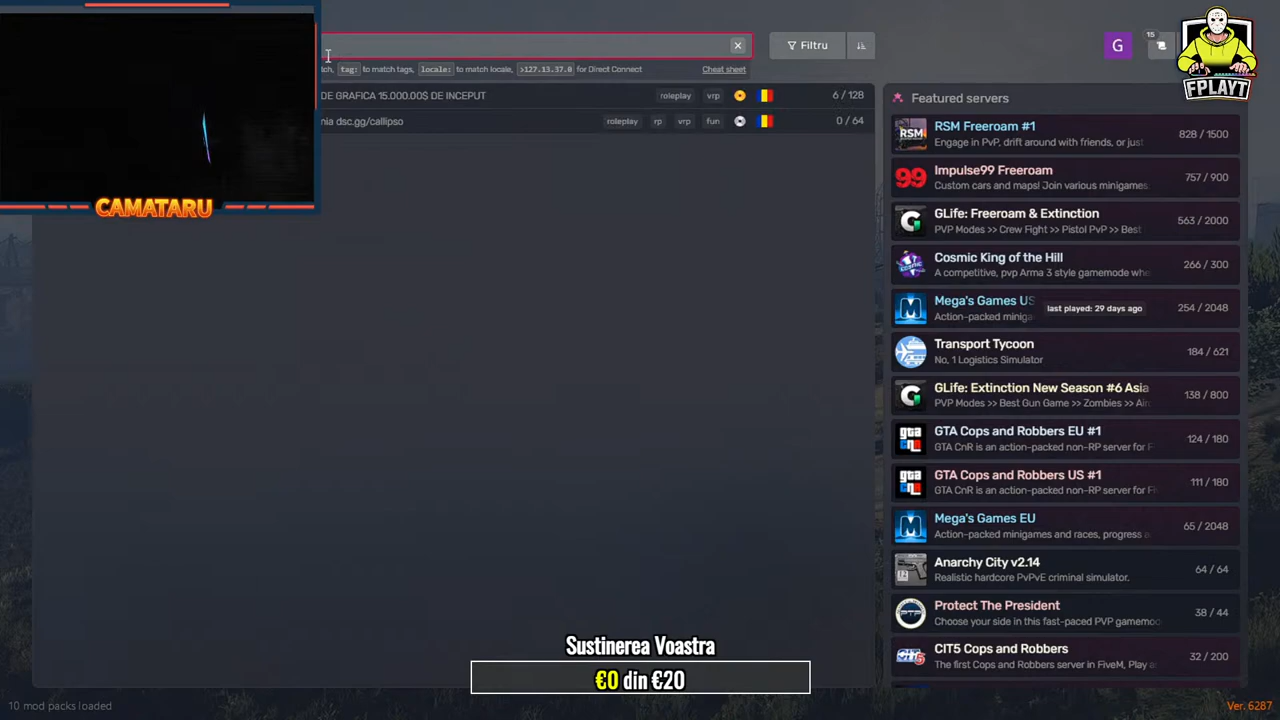 Filtru
G
15
FPLAYT
tch, tag: to match tags, locale: to match locale, >127.13.37.0 for Direct Connect
Cheat sheet
DE GRAFICA 15.000.00$ DE INCEPUT
roleplay
vrp
6 / 128
nia dsc.gg/callipso
roleplay
rp
vrp
fun
0 / 64
CAMATARU
Featured servers
RSM
RSM Freeroam #1
Engage in PvP, drift around with friends, or just
828 / 1500
99
Impulse99 Freeroam
Custom cars and maps! Join various minigames
757 / 900
G
GLife: Freeroam & Extinction
PVP Modes >> Crew Fight >> Pistol PvP >> Best
563 / 2000
Cosmic King of the Hill
A competitive, pvp Arma 3 style gamemode whe
266 / 300
M
Mega's Games US
Action-packed miniga
last played: 29 days ago
254 / 2048
Transport Tycoon
No, 1 Logistics Simulator
184 / 621
G
GLife: Extinction New Season #6 Asia
PVP Modes >> Best Gun Game >> Zombies >> Air
138 / 800
gta
GTA Cops and Robbers EU #1
GTA CnR is an action-packed non-RP server for F
124 / 180
gta
GTA Cops and Robbers US #1
GTA CnR is an action-packed non-RP server for Fi
111 / 180
M
Mega's Games EU
Action-packed minigames and races, progress a
65 / 2048
Anarchy City v2.14
Realistic hardcore PvPvE criminal simulator.
64 / 64
PTP
Protect The President
Choose your side in this fast-paced PVP gamemod
38 / 44
CIT5
CIT5 Cops and Robbers
The first Cops and Robbers server in FiveM, Play a
32 / 200
Sustinerea Voastra
€0 din €20
10 mod packs loaded
Ver. 6287